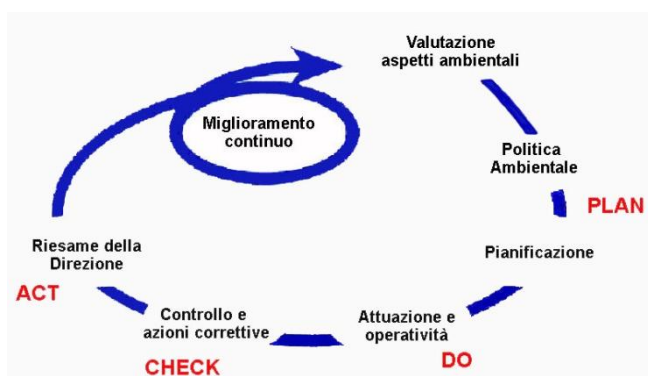 Valutazione
aspetti ambientali
Miglioramento
continuo
Politica
Ambientale
PLAN
Pianificazione
Riesame della
Direzione
ACT
Controllo e
azioni correttive
CHECK
Attuazione e
operatività
DO